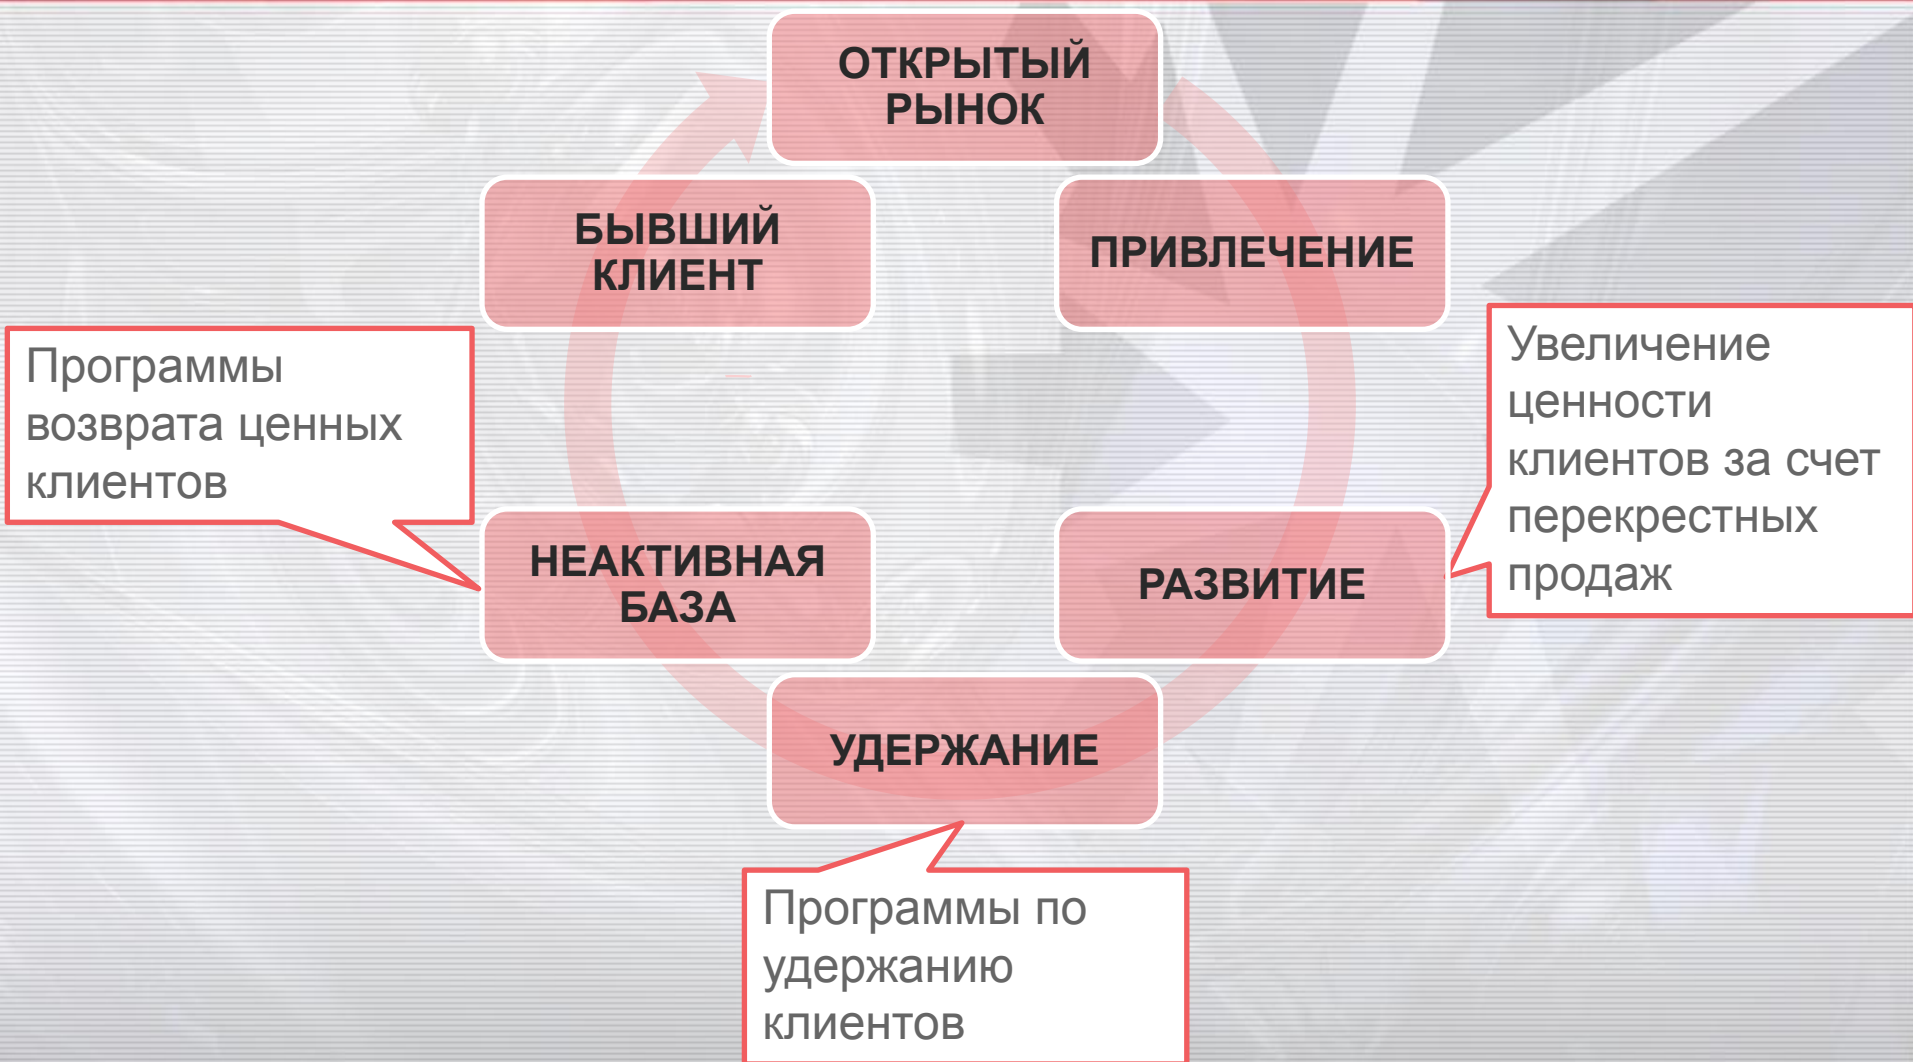 ОТКРЫТЫЙ
РЫНОК
БЫВШИЙ
КЛИЕНТ
ПРИВЛЕЧЕНИЕ
Программы
возврата ценных
клиентов
Увеличение
ценности
клиентов за счет
перекрестных
продаж
НЕАКТИВНАЯ
БАЗА
РАЗВИТИЕ
УДЕРЖАНИЕ
Программы по
удержанию
клиентов